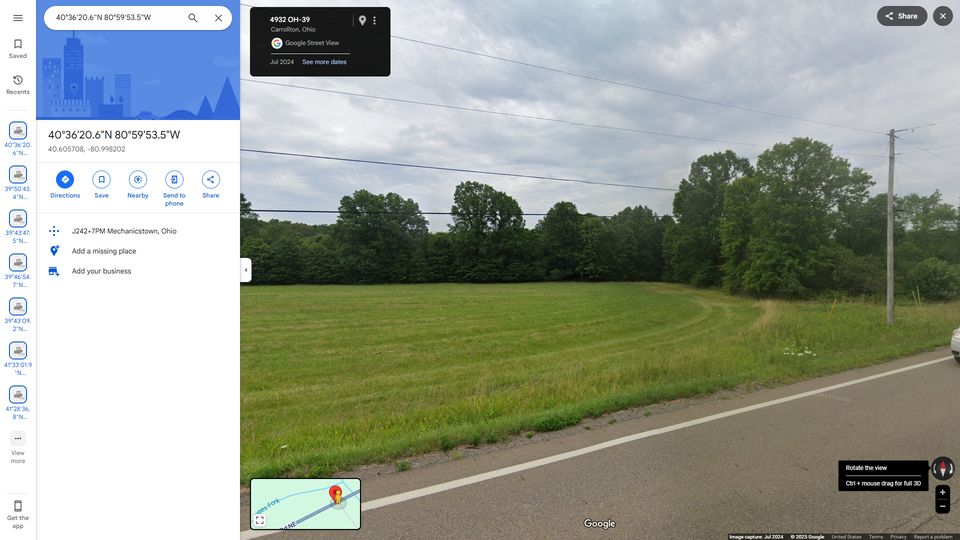 40°36'20.6"N 80°59'53.5"W
Saved
Recents
40°36'20.
6"N...
39°50'43.
4"N...
39°43'47.
5"N...
39°46'54.
7"N...
39°43'09.
2"N...
41°33'01.9
"N...
41°28'36.
8"N...
View
more
Get the
app
40°36'20.6"N 80°59'53.5"W
40.605708, -80.998202
Directions
Save
Nearby
Send to
phone
Share
J242+7PM Mechanicstown, Ohio
Add a missing place
Add your business
4932 OH-39
Carrollton, Ohio
Google Street View
Jul 2024 See more dates
Share
Rotate the view
Ctrl + mouse drag for full 3D
Google
Image capture: Jul 2024 © 2025 Google United States Terms Privacy Report a problem